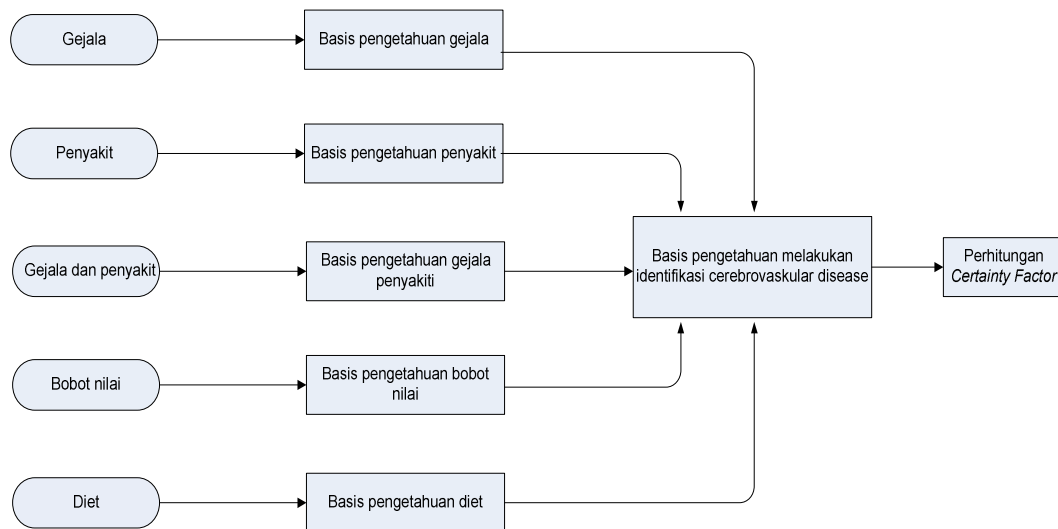 Gejala
Basis pengetahuan gejala
Penyakit
Basis pengetahuan penyakit
Gejala dan penyakit
Basis pengetahuan gejala
penyakiti
Basis pengetahuan melakukan
identifikasi cerebrovaskular disease
Perhitungan
Certainty Factor
Bobot nilai
Basis pengetahuan bobot
nilai
Diet
Basis pengetahuan diet